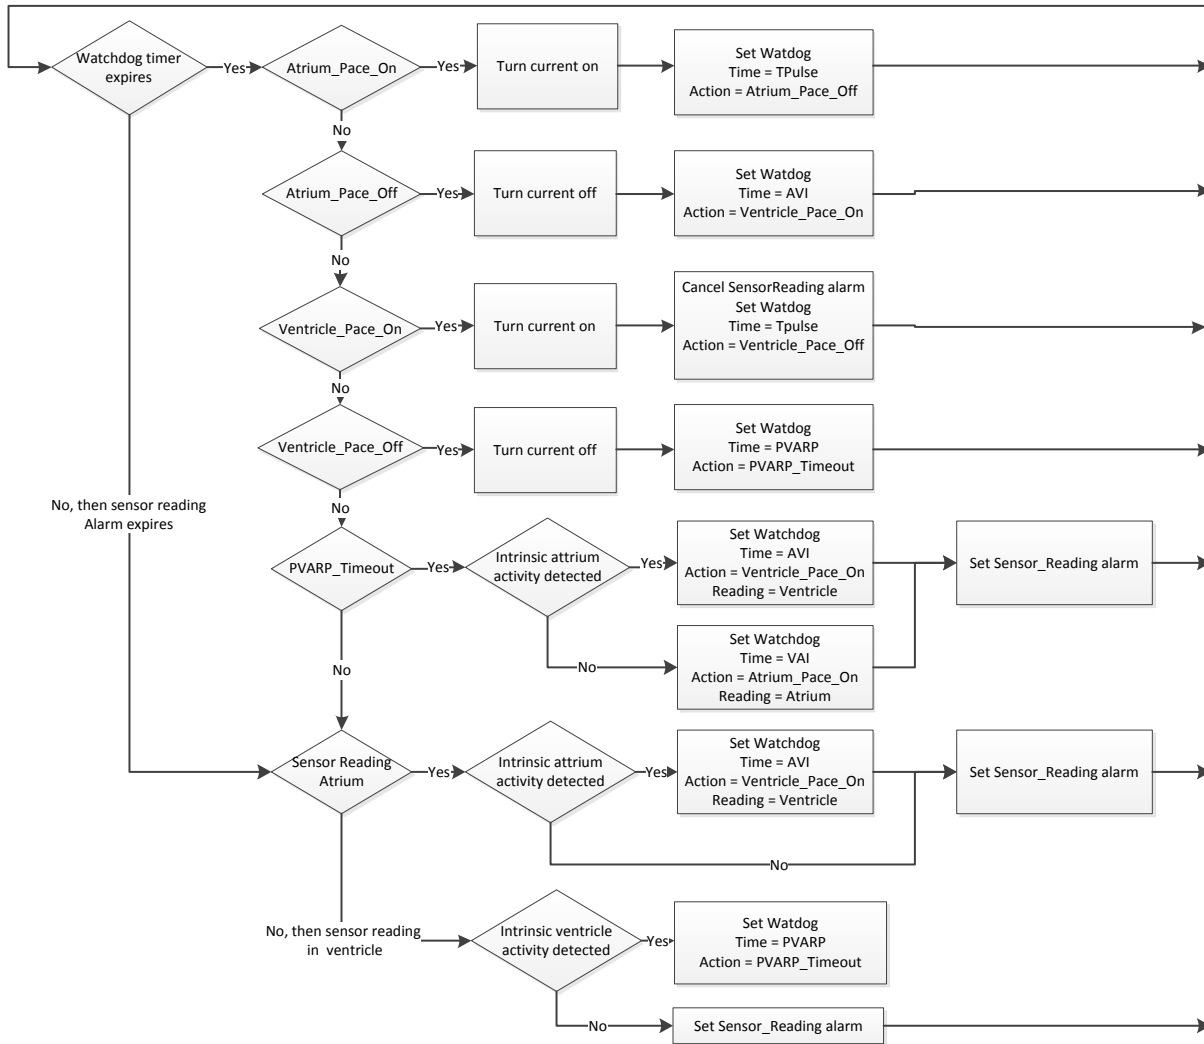 Watchdog timer
expires
Yes
Atrium_Pace_On
Yes
Turn current on
Set Watdog
Time = TPulse
Action = Atrium_Pace_Off
No
Atrium_Pace_Off
Yes
Turn current off
Set Watdog
Time = AVI
Action = Ventricle_Pace_On
No
Ventricle_Pace_On
Yes
Turn current on
Cancel SensorReading alarm
Set Watdog
Time = Tpulse
Action = Ventricle_Pace_Off
No
Ventricle_Pace_Off
Yes
Turn current off
Set Watdog
Time = PVARP
Action = PVARP_Timeout
No, then sensor reading
Alarm expires
No
PVARP_Timeout
Yes
Intrinsic attrium
activity detected
Yes
Set Watchdog
Time = AVI
Action = Ventricle_Pace_On
Reading = Ventricle
Set Sensor_Reading alarm
No
No
Set Watchdog
Time = VAI
Action = Atrium_Pace_On
Reading = Atrium
Sensor Reading
Atrium
Yes
Intrinsic attrium
activity detected
Yes
Set Watchdog
Time = AVI
Action = Ventricle_Pace_On
Reading = Ventricle
Set Sensor_Reading alarm
No
No, then sensor reading
in ventricle
Intrinsic ventricle
activity detected
Yes
Set Watdog
Time = PVARP
Action = PVARP_Timeout
No
Set Sensor_Reading alarm